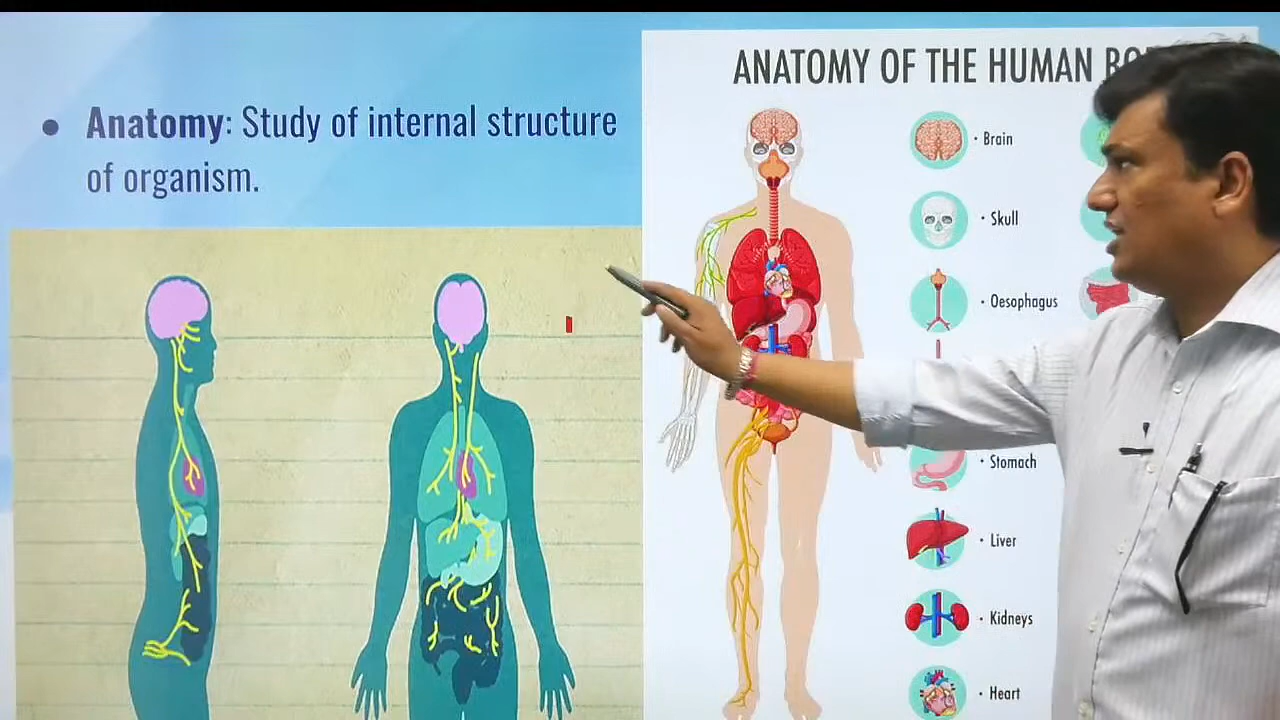 • Anatomy: Study of internal structure
of organism.
ANATOMY OF THE HUMAN
• Brain
• Skull
• Oesophagus
• Stomach
• Liver
• Kidneys
• Heart